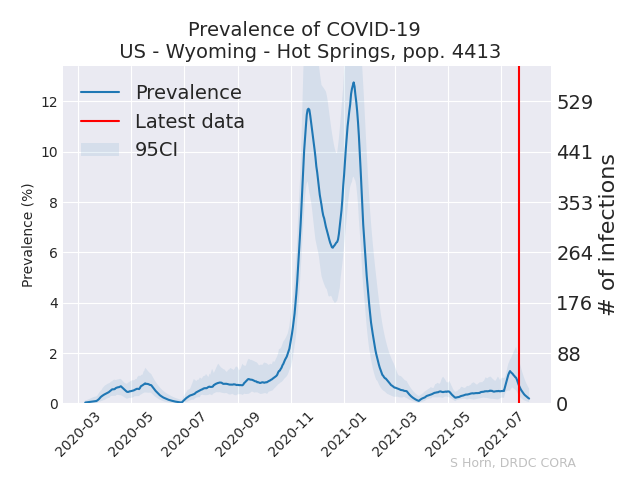 Prevalence of COVID-19
US - Wyoming - Hot Springs, pop. 4413
Prevalence
Latest data
95CI
Prevalence (%)
12
10
8
6
4
2
0
529
441
353
264
176
88
0
# of infections
2020-03
2020-05
2020-07
2020-09
2020-11
2021-01
2021-03
2021-05
2021-07
S Horn, DRDC CORA